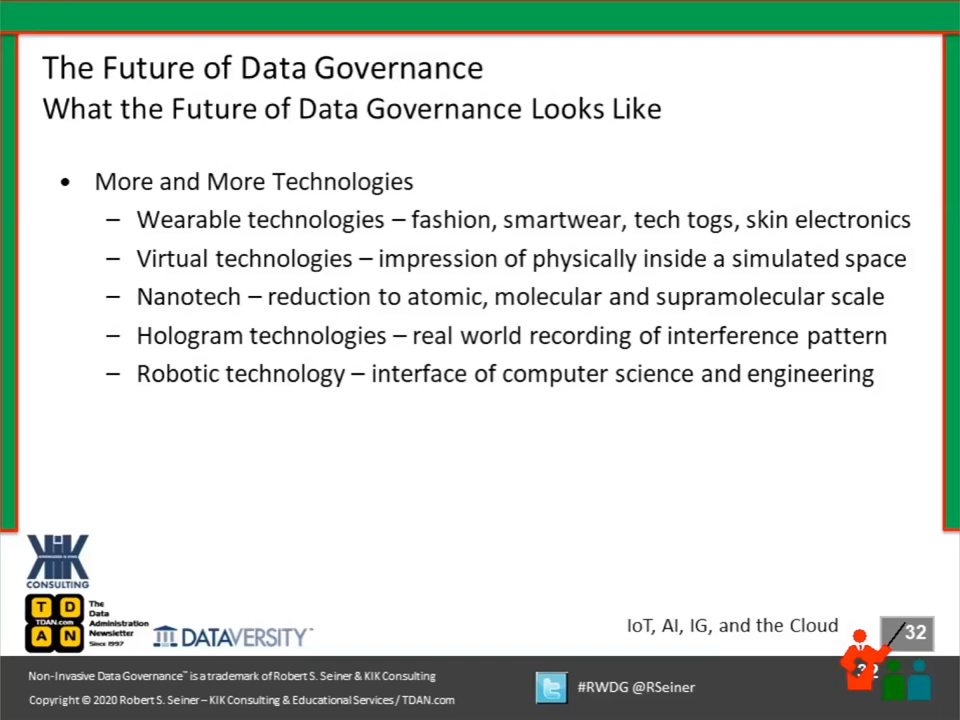 The Future of Data Governance
What the Future of Data Governance Looks Like
• More and More Technologies
– Wearable technologies – fashion, smartwear, tech togs, skin electronics
– Virtual technologies – impression of physically inside a simulated space
– Nanotech – reduction to atomic, molecular and supramolecular scale
– Hologram technologies – real world recording of interference pattern
– Robotic technology – interface of computer science and engineering
KIK
CONSULTING
T D
TDAN.com
A N
The
Data
Administration
Newsletter
Since 1997
DATAVERSITY™
IoT, AI, IG, and the Cloud
32
32
Non-Invasive Data Governance™ is a trademark of Robert S. Seiner & KIK Consulting
Copyright © 2020 Robert S. Seiner – KIK Consulting & Educational Services / TDAN.com
#RWDG @RSeiner